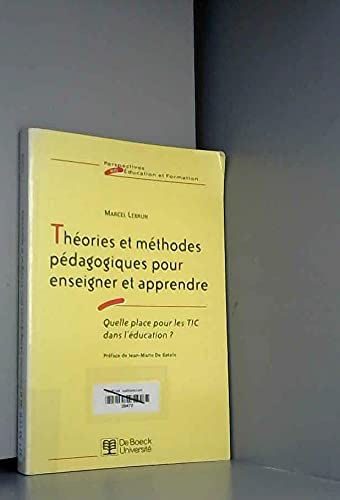 Perspectives
en Éducation et Formation
MARCEL LEBRUN
Théories et méthodes
pédagogiques pour
enseigner et apprendre
Quelle place pour les TIC
dans l'éducation ?
Préface de Jean-Marie De Ketele
De Boeck
Université